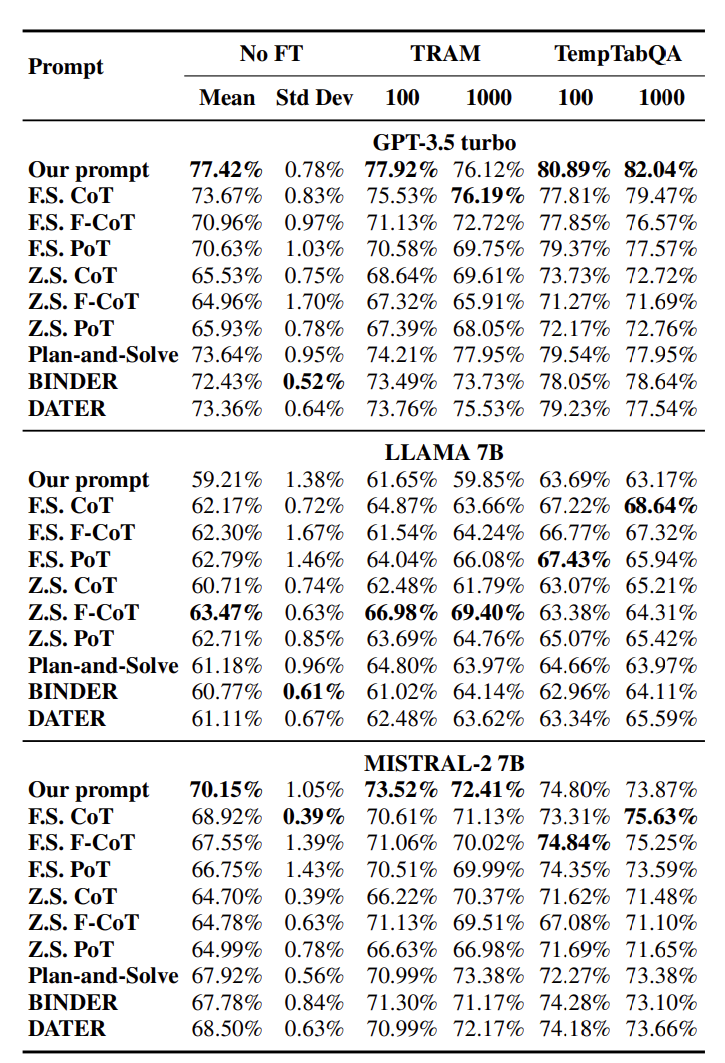 Prompt No FT TRAM TempTabQA
Mean Std Dev 100 1000 100 1000
GPT-3.5 turbo
Our prompt 77.42% 0.78% 77.92% 76.12% 80.89% 82.04%
F.S. CoT 73.67% 0.83% 75.53% 76.19% 77.81% 79.47%
F.S. F-CoT 70.96% 0.97% 71.13% 72.72% 77.85% 76.57%
F.S. PoT 70.63% 1.03% 70.58% 69.75% 79.37% 77.57%
Z.S. CoT 65.53% 0.75% 68.64% 69.61% 73.73% 72.72%
Z.S. F-CoT 64.96% 1.70% 67.32% 65.91% 71.27% 71.69%
Z.S. PoT 65.93% 0.78% 67.39% 68.05% 72.17% 72.76%
Plan-and-Solve 73.64% 0.95% 74.21% 77.95% 79.54% 77.95%
BINDER 72.43% 0.52% 73.49% 73.73% 78.05% 78.64%
DATER 73.36% 0.64% 73.76% 75.53% 79.23% 77.54%
LLAMA 7B
Our prompt 59.21% 1.38% 61.65% 59.85% 63.69% 63.17%
F.S. CoT 62.17% 0.72% 64.87% 63.66% 67.22% 68.64%
F.S. F-CoT 62.30% 1.67% 61.54% 64.24% 66.77% 67.32%
F.S. PoT 62.79% 1.46% 64.04% 66.08% 67.43% 65.94%
Z.S. CoT 60.71% 0.74% 62.48% 61.79% 63.07% 65.21%
Z.S. F-CoT 63.47% 0.63% 66.98% 69.40% 63.38% 64.31%
Z.S. PoT 62.71% 0.85% 63.69% 64.76% 65.07% 65.42%
Plan-and-Solve 61.18% 0.96% 64.80% 63.97% 64.66% 63.97%
BINDER 60.77% 0.61% 61.02% 64.14% 62.96% 64.11%
DATER 61.11% 0.67% 62.48% 63.62% 63.34% 65.59%
MISTRAL-2 7B
Our prompt 70.15% 1.05% 73.52% 72.41% 74.80% 73.87%
F.S. CoT 68.92% 0.39% 70.61% 71.13% 73.31% 75.63%
F.S. F-CoT 67.55% 1.39% 71.06% 70.02% 74.84% 75.25%
F.S. PoT 66.75% 1.43% 70.51% 69.99% 74.35% 73.59%
Z.S. CoT 64.70% 0.39% 66.22% 70.37% 71.62% 71.48%
Z.S. F-CoT 64.78% 0.63% 71.13% 69.51% 67.08% 71.10%
Z.S. PoT 64.99% 0.78% 66.63% 66.98% 71.69% 71.65%
Plan-and-Solve 67.92% 0.56% 70.99% 73.38% 72.27% 73.38%
BINDER 67.78% 0.84% 71.30% 71.17% 74.28% 73.10%
DATER 68.50% 0.63% 70.99% 72.17% 74.18% 73.66%